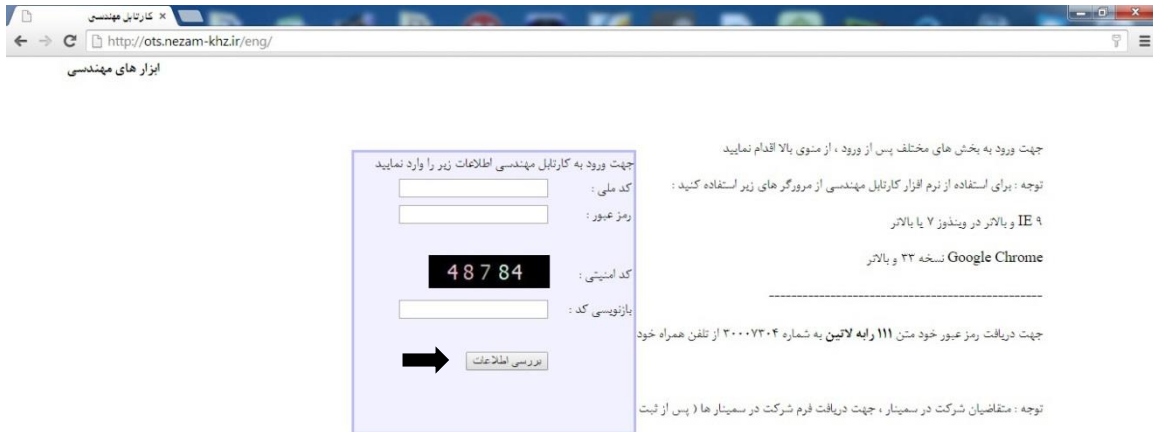 کارتابل مهندسی
http://ots.nezam-khz.ir/eng/
ابزار های مهندسی
جهت ورود به بخش های مختلف پس از ورود ، از منوی بالا اقدام نمایید
توجه : برای استفاده از نرم افزار کارتابل مهندسی از مرورگر های زیر استفاده کنید :
IE ۹ و بالاتر در ویندوز ۷ یا بالاتر
Google Chrome نسخه ۳۳ و بالاتر
------------------------------------------------
جهت دریافت رمز عبور خود متن ۱۱۱ رابه لاتین به شماره ۳۰۰۰۷۳۰۴ از تلفن همراه خود
توجه : متقاضیان شرکت در سمینار ، جهت دریافت فرم شرکت در سمینار ها ( پس از ثبت
جهت ورود به کارتابل مهندسی اطلاعات زیر را وارد نمایید
کد ملی :
رمز عبور :
کد امنیتی : 48784
بازنویسی کد :
بررسی اطلاعات